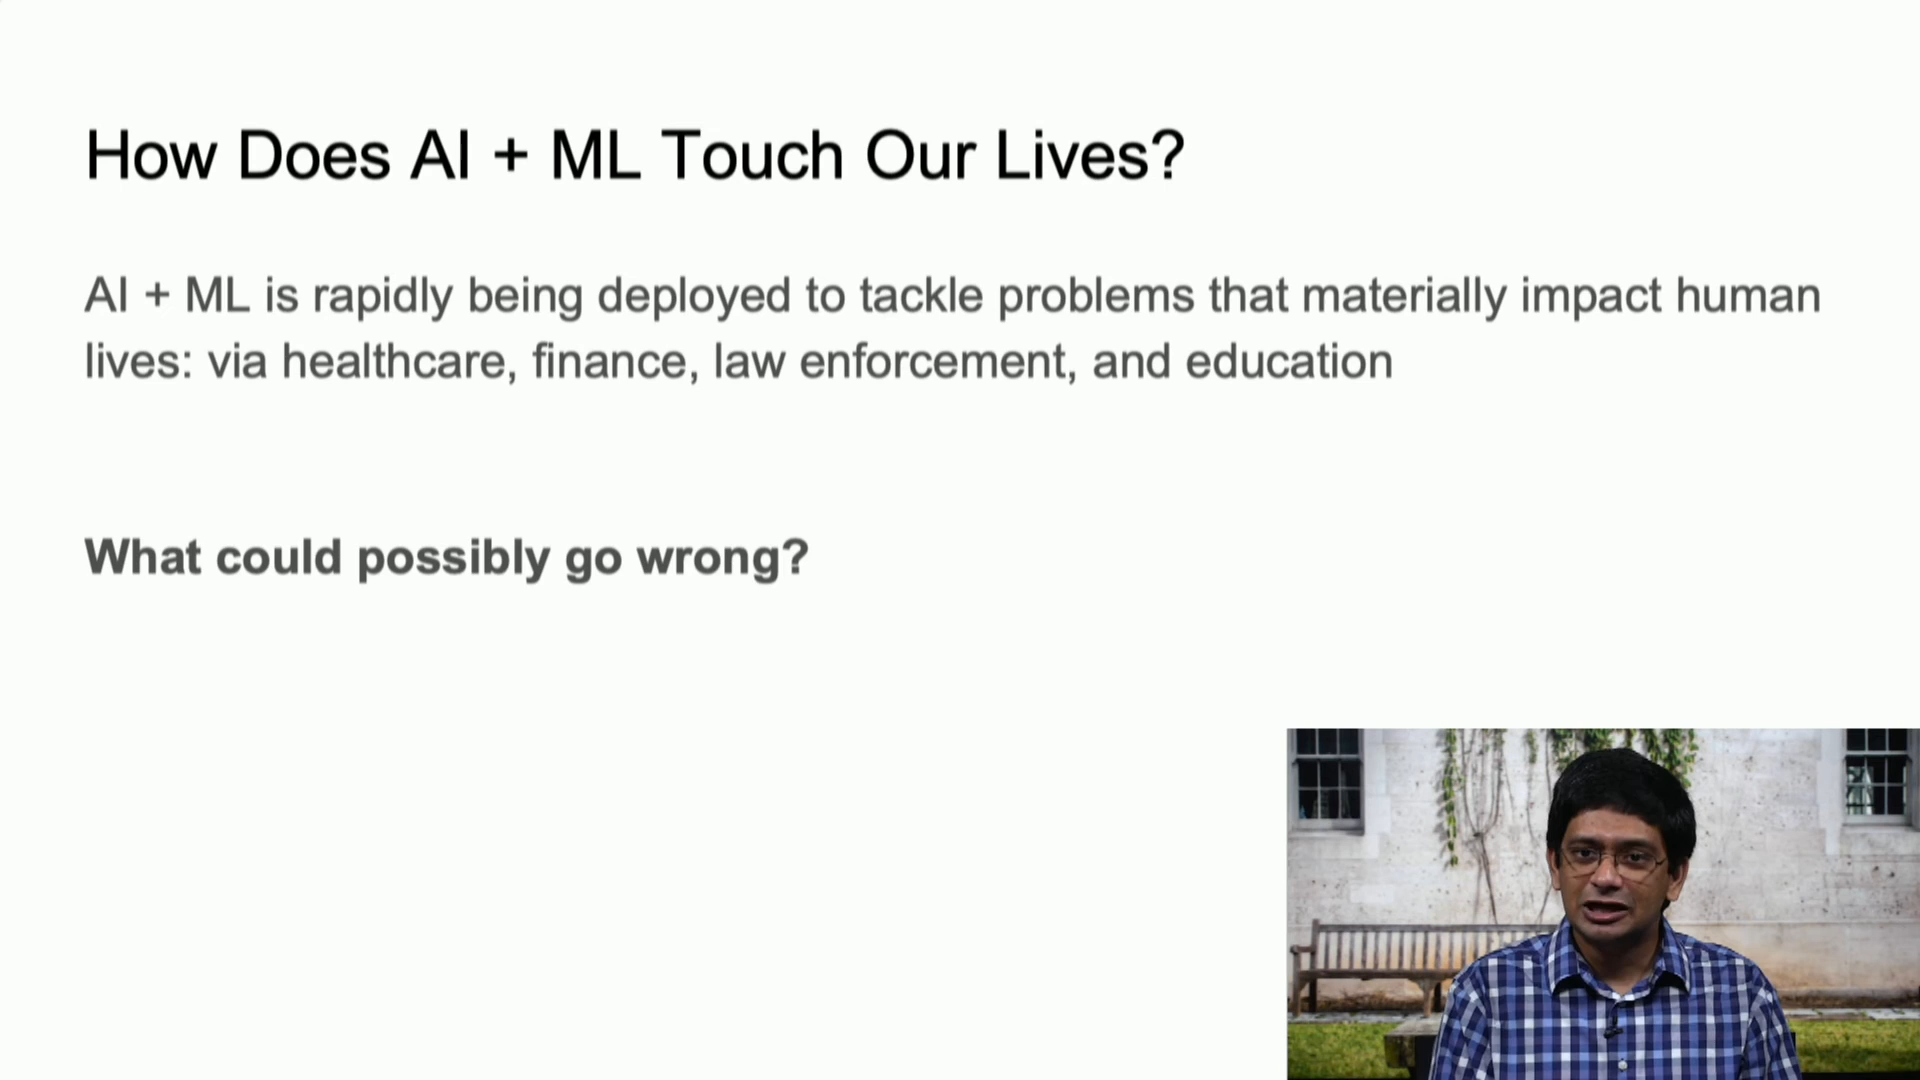 How Does AI + ML Touch Our Lives?
AI + ML is rapidly being deployed to tackle problems that materially impact human
lives: via healthcare, finance, law enforcement, and education
What could possibly go wrong?